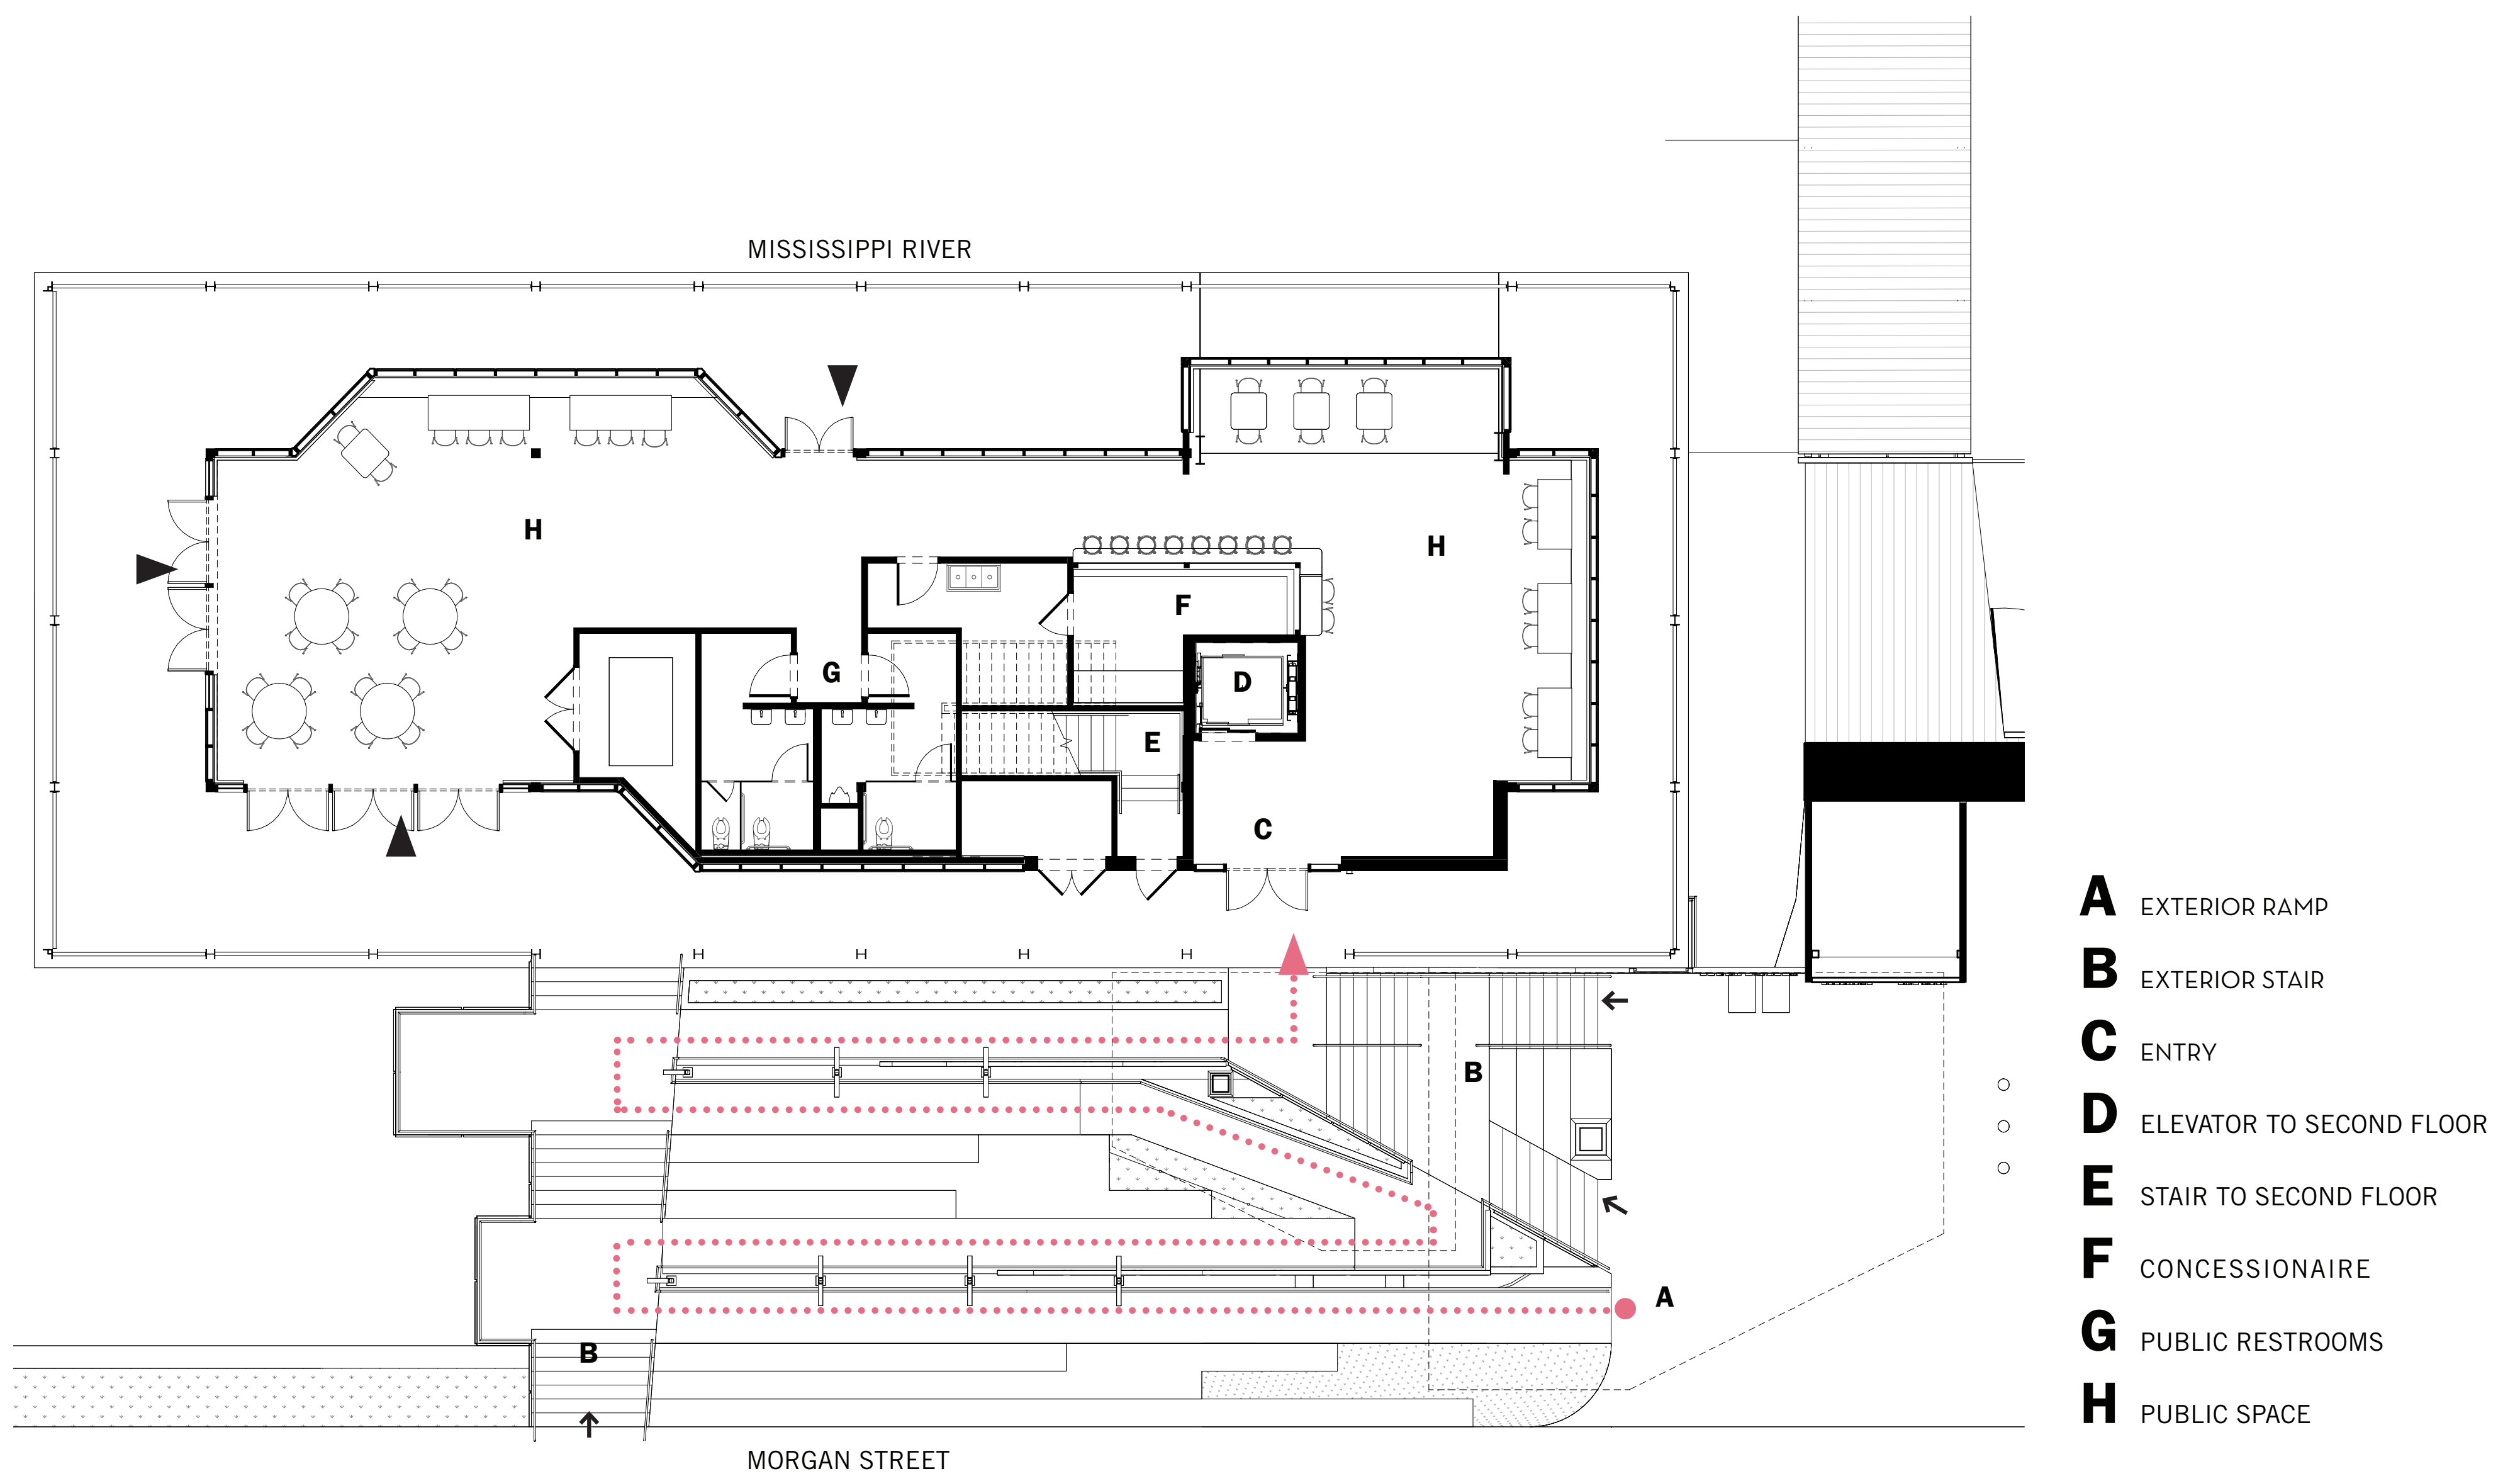 MISSISSIPPI RIVER
H
H
F
G
D
E
C
B
A
B
MORGAN STREET
A EXTERIOR RAMP
B EXTERIOR STAIR
C ENTRY
D ELEVATOR TO SECOND FLOOR
E STAIR TO SECOND FLOOR
F CONCESSIONAIRE
G PUBLIC RESTROOMS
H PUBLIC SPACE